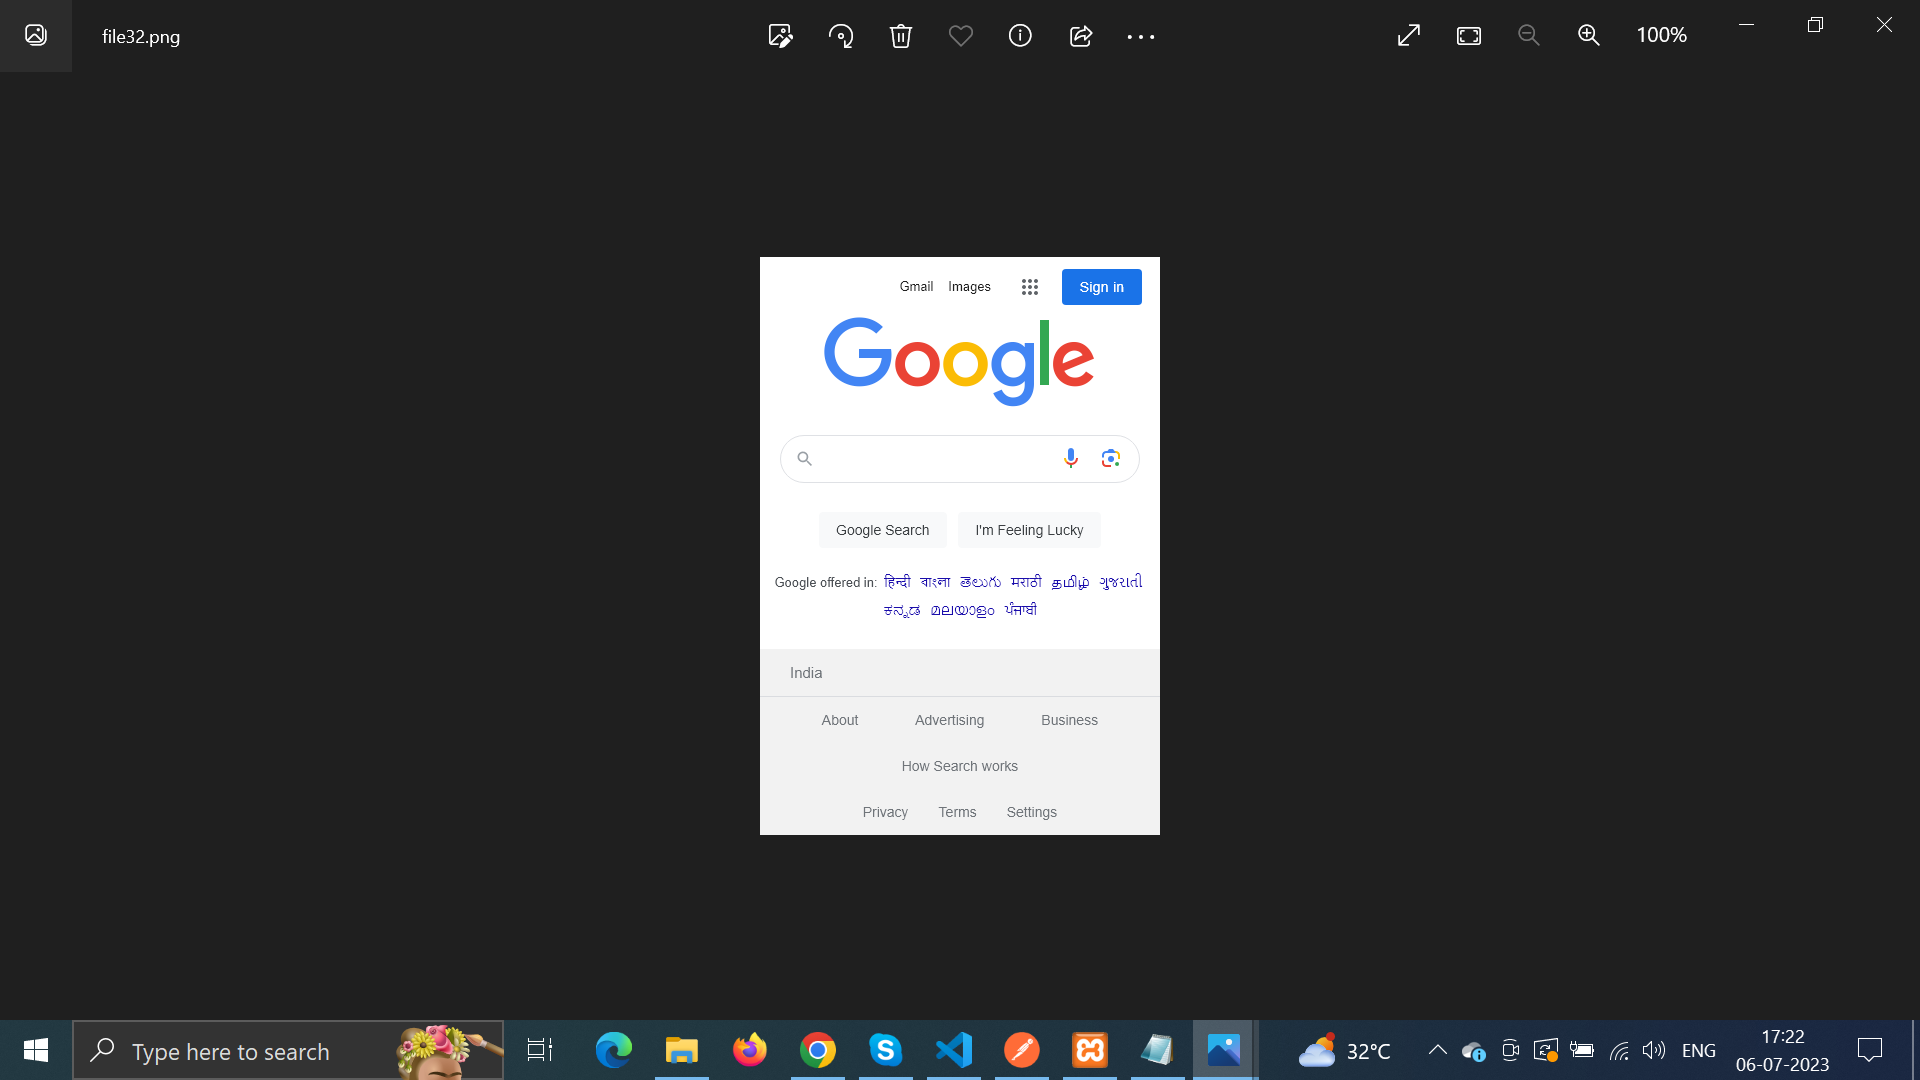 file32.png
100%
Gmail Images Sign in
Google
Google Search I'm Feeling Lucky
Google offered in: हिन्दी বাংলা తెలుగు मराठी தமிழ் ગુજરાતી
ಕನ್ನಡ മലയാളം ਪੰਜਾਬੀ
India
About Advertising Business
How Search works
Privacy Terms Settings
Type here to search
32°C
ENG
17:22
06-07-2023